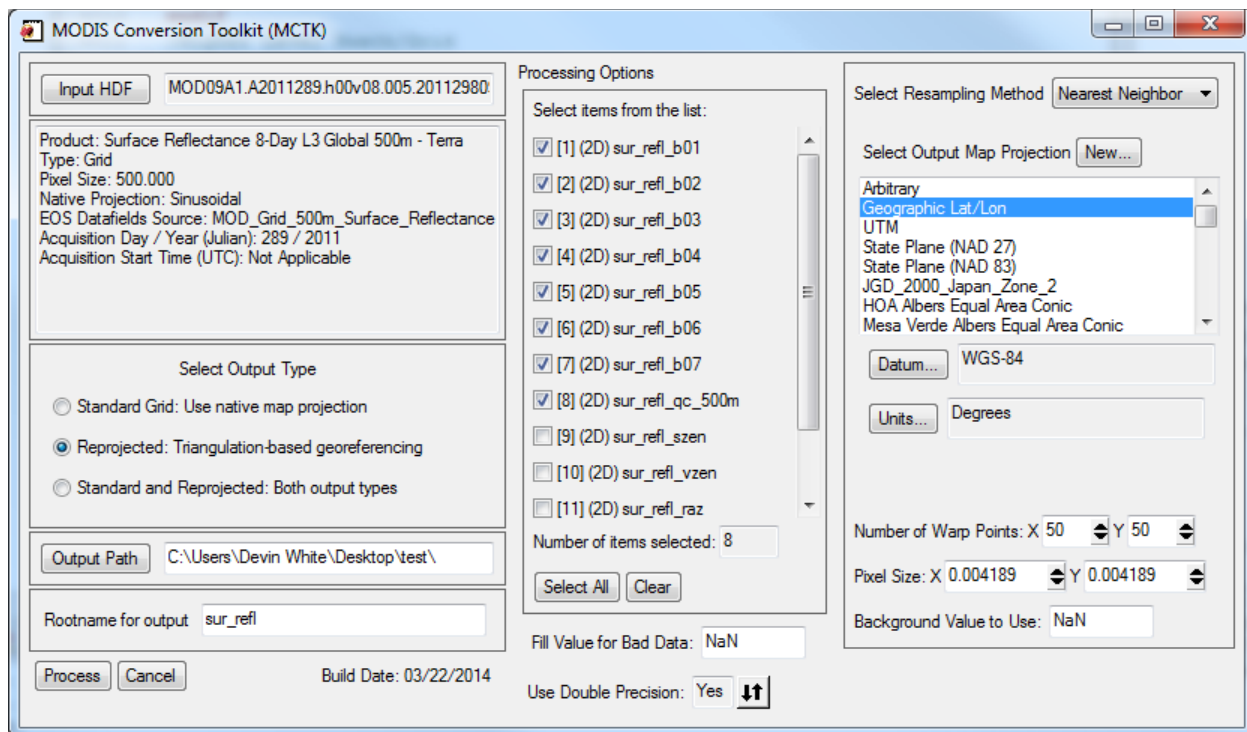 MODIS Conversion Toolkit (MCTK)
Input HDF
MOD09A1.A2011289.h00v08.005.20112980
Product: Surface Reflectance 8-Day L3 Global 500m - Terra
Type: Grid
Pixel Size: 500.000
Native Projection: Sinusoidal
EOS Datafields Source: MOD_Grid_500m_Surface_Reflectance
Acquisition Day / Year (Julian): 289 / 2011
Acquisition Start Time (UTC): Not Applicable
Select Output Type
Standard Grid: Use native map projection
Reprojected: Triangulation-based georeferencing
Standard and Reprojected: Both output types
Output Path
C:\Users\Devin White\Desktop\test\
Rootname for output
sur_refl
Process
Cancel
Build Date: 03/22/2014
Processing Options
Select items from the list:
[1] (2D) sur_refl_b01
[2] (2D) sur_refl_b02
[3] (2D) sur_refl_b03
[4] (2D) sur_refl_b04
[5] (2D) sur_refl_b05
[6] (2D) sur_refl_b06
[7] (2D) sur_refl_b07
[8] (2D) sur_refl_qc_500m
[9] (2D) sur_refl_szen
[10] (2D) sur_refl_vzen
[11] (2D) sur_refl_raz
Number of items selected: 8
Select All
Clear
Fill Value for Bad Data: NaN
Use Double Precision: Yes
Select Resampling Method Nearest Neighbor
Select Output Map Projection New...
Arbitrary
Geographic Lat/Lon
UTM
State Plane (NAD 27)
State Plane (NAD 83)
JGD_2000_Japan_Zone_2
HOA Albers Equal Area Conic
Mesa Verde Albers Equal Area Conic
Datum... WGS-84
Units... Degrees
Number of Warp Points: X 50 Y 50
Pixel Size: X 0.004189 Y 0.004189
Background Value to Use: NaN